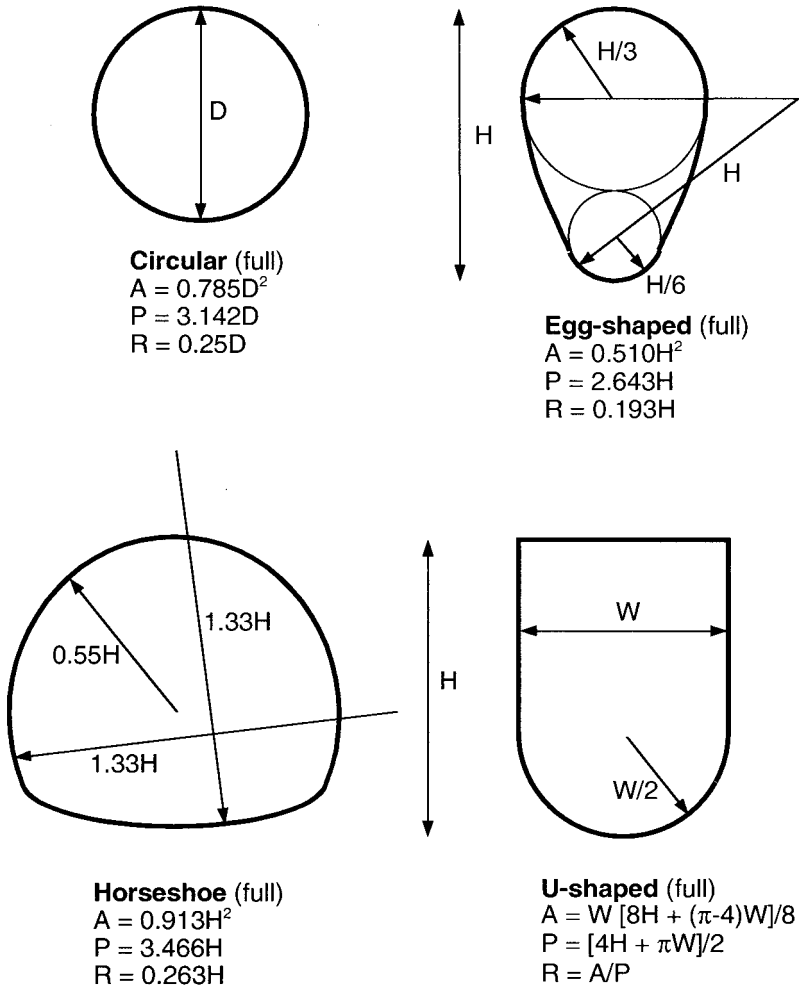 D
H/3
H
H
H/6
Circular (full)
A = 0.785D²
P = 3.142D
R = 0.25D
Egg-shaped (full)
A = 0.510H²
P = 2.643H
R = 0.193H
1.33H
0.55H
1.33H
H
W
W/2
Horseshoe (full)
A = 0.913H²
P = 3.466H
R = 0.263H
U-shaped (full)
A = W [8H + (π-4)W]/8
P = [4H + πW]/2
R = A/P